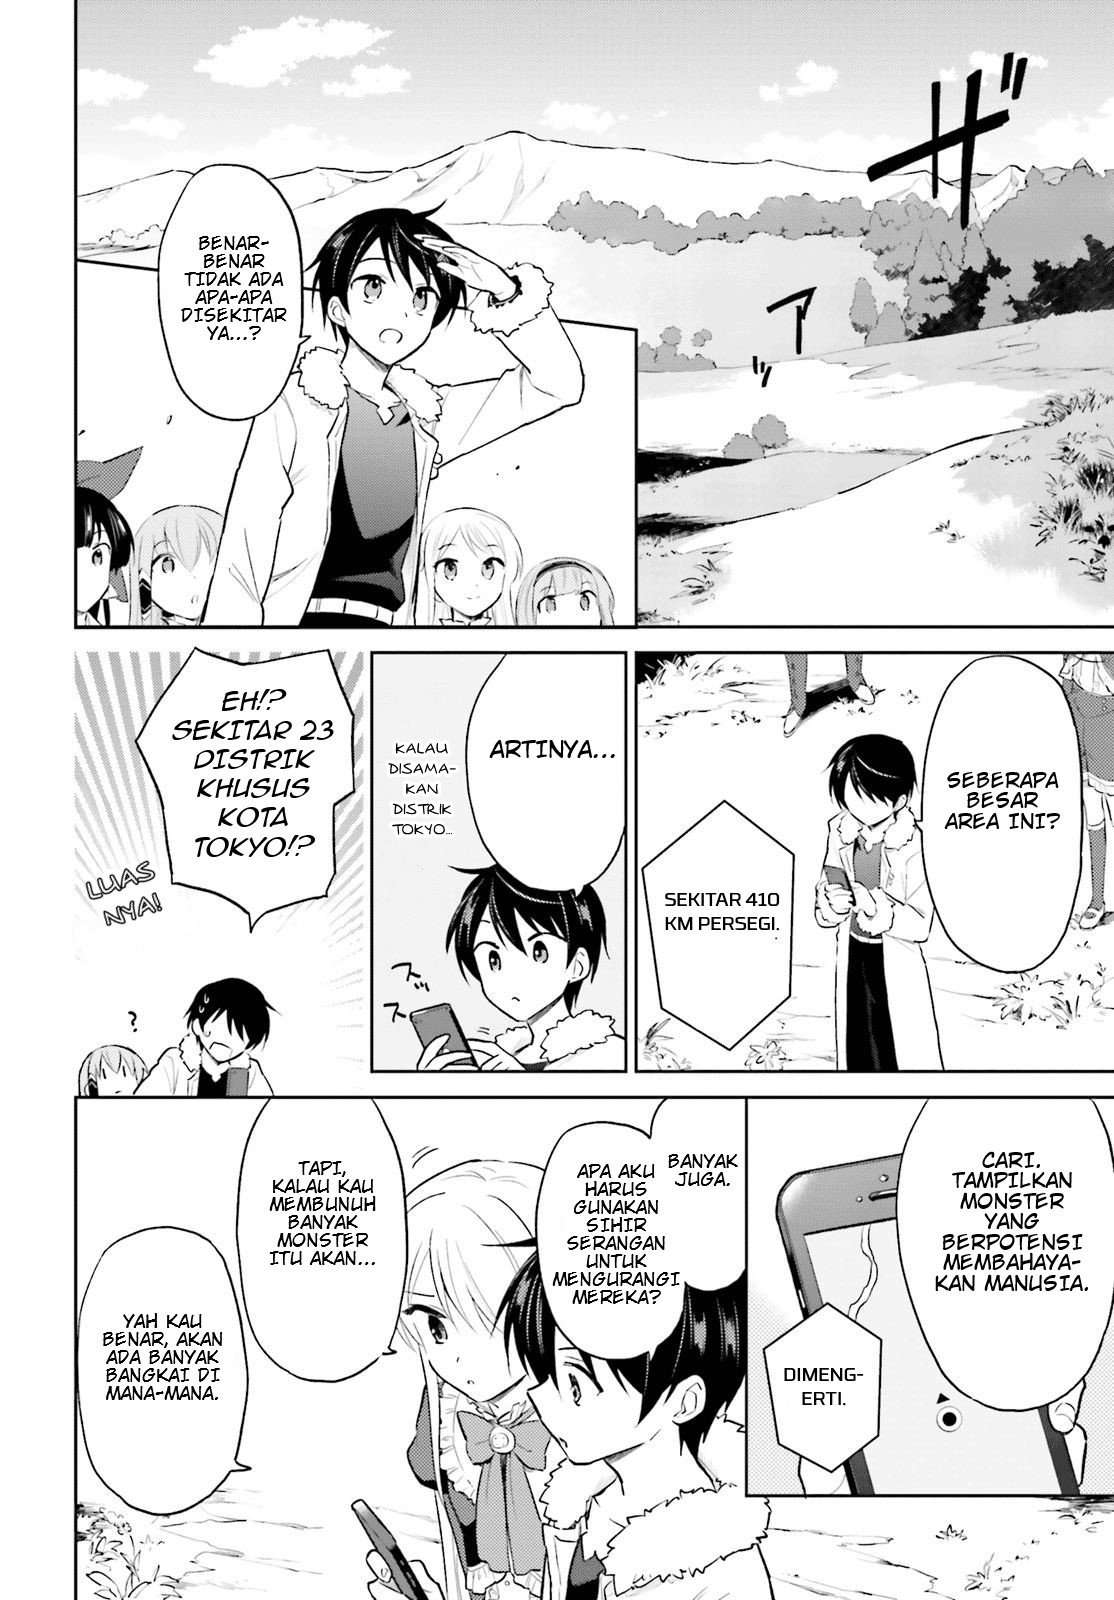 ザァァッ
BENAR-
BENAR
TIDAK ADA
APA-APA
DISEKITAR
YA...?
SEBERAPA
BESAR
AREA INI?
SEKITAR 410
KM PERSEGI.
ARTINYA...
KALAU
DISAMA-
KAN
DISTRIK
TOKYO...
スッ
ス
EH!?
SEKITAR 23
DISTRIK
KHUSUS
KOTA
TOKYO!?
LUAS
NYA!
?
CARI.
TAMPILKAN
MONSTER
YANG
BERPOTENSI
MEMBAHAYA-
KAN MANUSIA.
DIMENG-
ERTI.
BANYAK
JUGA.
APA AKU
HARUS
GUNAKAN
SIHIR
SERANGAN
UNTUK
MENGURANGI
MEREKA?
TAPI,
KALAU KAU
MEMBUNUH
BANYAK
MONSTER
ITU AKAN...
YAH KAU
BENAR, AKAN
ADA BANYAK
BANGKAI DI
MANA-MANA.